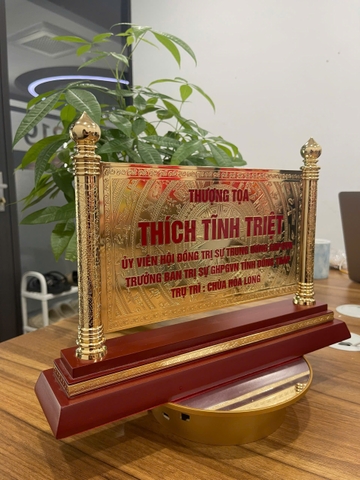 THƯỢNG TỌA
THÍCH TĨNH TRIẾT
ỦY VIÊN HỘI ĐỒNG TRỊ SỰ TRUNG ƯƠNG
TRƯỞNG BAN TRỊ SỰ GHPGVN TỈNH
TRỤ TRÌ : CHÙA HÒA LONG